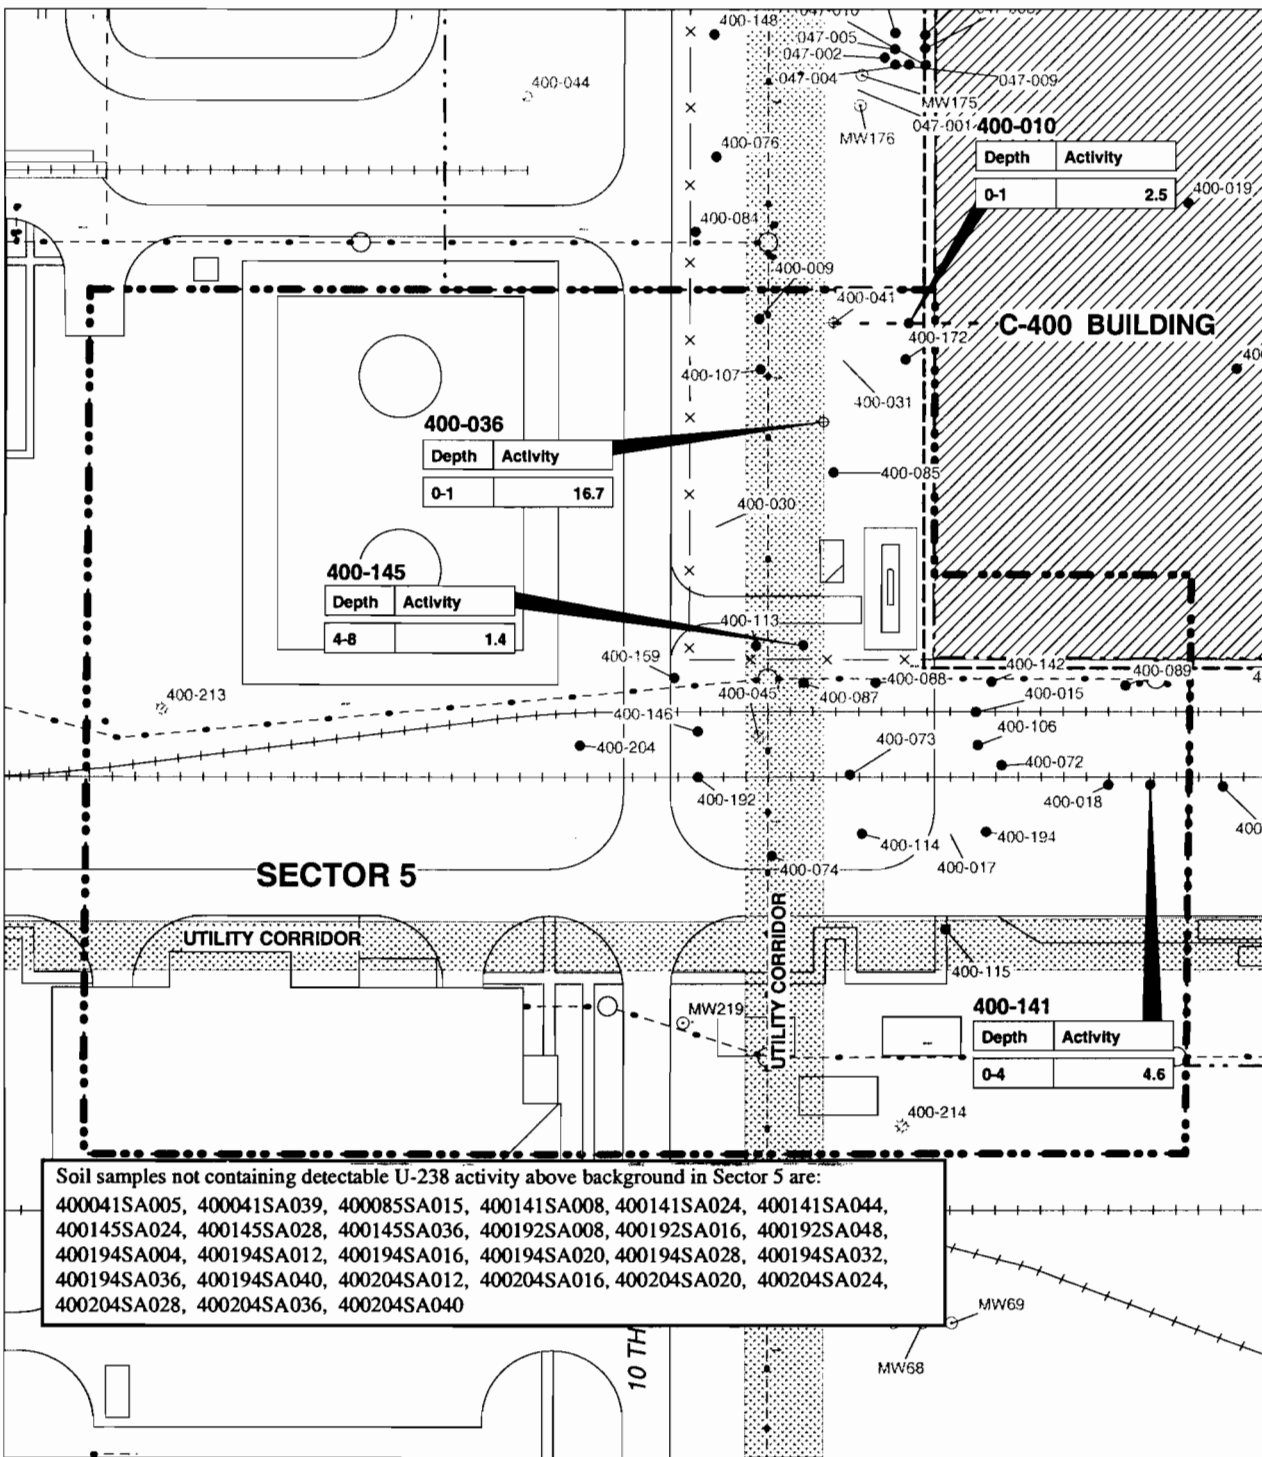 400-148
047-005
047-002
047-004
047-009
400-044
MW175
047-001
MW176
400-010
Depth Activity
0-1 2.5
400-076
400-019
400-084
400-009
400-041
C-400 BUILDING
400-172
400-107
400-031
400-036
Depth Activity
0-1 16.7
400-085
400-030
400-145
Depth Activity
4-8 1.4
400-113
400-159
400-142
400-089
400-088
400-213
400-045
400-087
400-015
400-146
400-106
400-204
400-073
400-072
400-192
400-018
400-114
400-194
400-074
400-017
SECTOR 5
UTILITY CORRIDOR
UTILITY CORRIDOR
400-115
400-141
Depth Activity
0-4 4.6
MW219
400-214
Soil samples not containing detectable U-238 activity above background in Sector 5 are:
400041SA005, 400041SA039, 400085SA015, 400141SA008, 400141SA024, 400141SA044,
400145SA024, 400145SA028, 400145SA036, 400192SA008, 400192SA016, 400192SA048,
400194SA004, 400194SA012, 400194SA016, 400194SA020, 400194SA028, 400194SA032,
400194SA036, 400194SA040, 400204SA012, 400204SA016, 400204SA020, 400204SA024,
400204SA028, 400204SA036, 400204SA040
MW69
MW68
10 TH